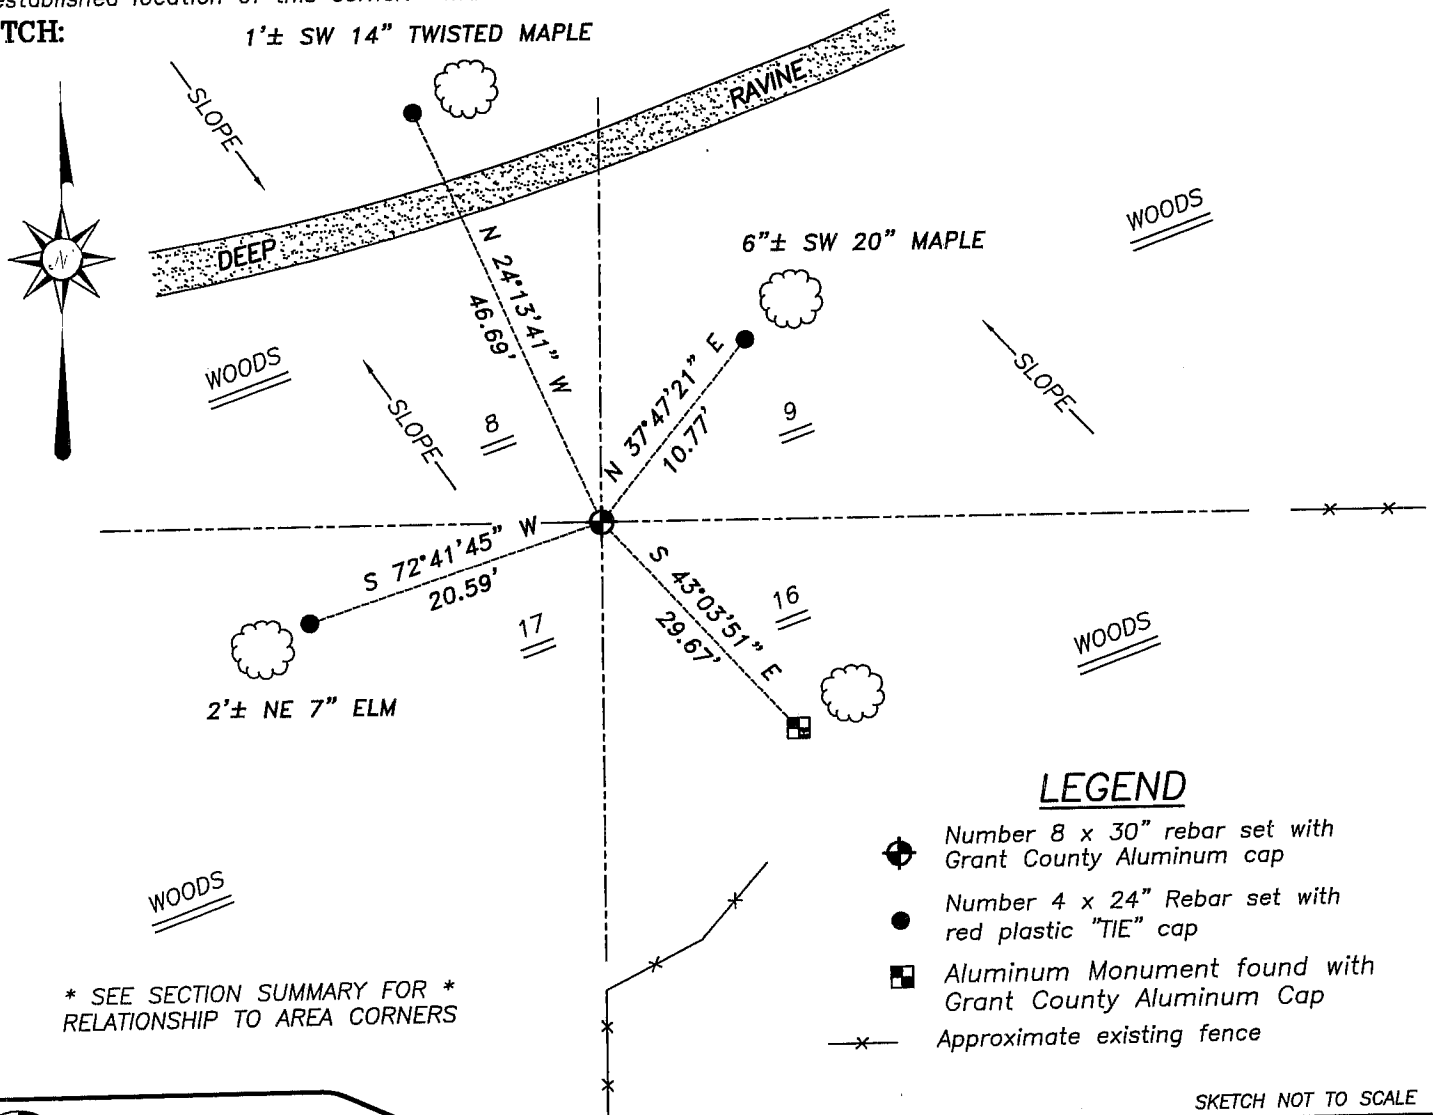 TCH:
1'± SW 14" TWISTED MAPLE
SLOPE
RAVINE
DEEP
N
WOODS
6"± SW 20" MAPLE
N 24°13'41" W
46.69'
WOODS
SLOPE
SLOPE
8
9
N 37°47'21" E
10.77'
S 72°41'45" W
20.59'
S 43°03'51" E
29.67'
17
16
WOODS
2'± NE 7" ELM
LEGEND
Number 8 x 30" rebar set with
Grant County Aluminum cap
Number 4 x 24" Rebar set with
red plastic "TIE" cap
Aluminum Monument found with
Grant County Aluminum Cap
Approximate existing fence
WOODS
* SEE SECTION SUMMARY FOR *
RELATIONSHIP TO AREA CORNERS
SKETCH NOT TO SCALE